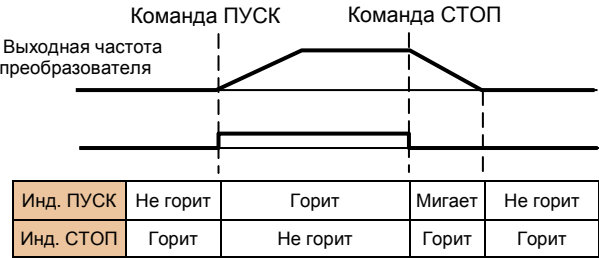 Команда ПУСК
Команда СТОП
Выходная частота
преобразователя
Инд. ПУСК
Не горит
Горит
Мигает
Не горит
Инд. СТОП
Горит
Не горит
Горит
Горит